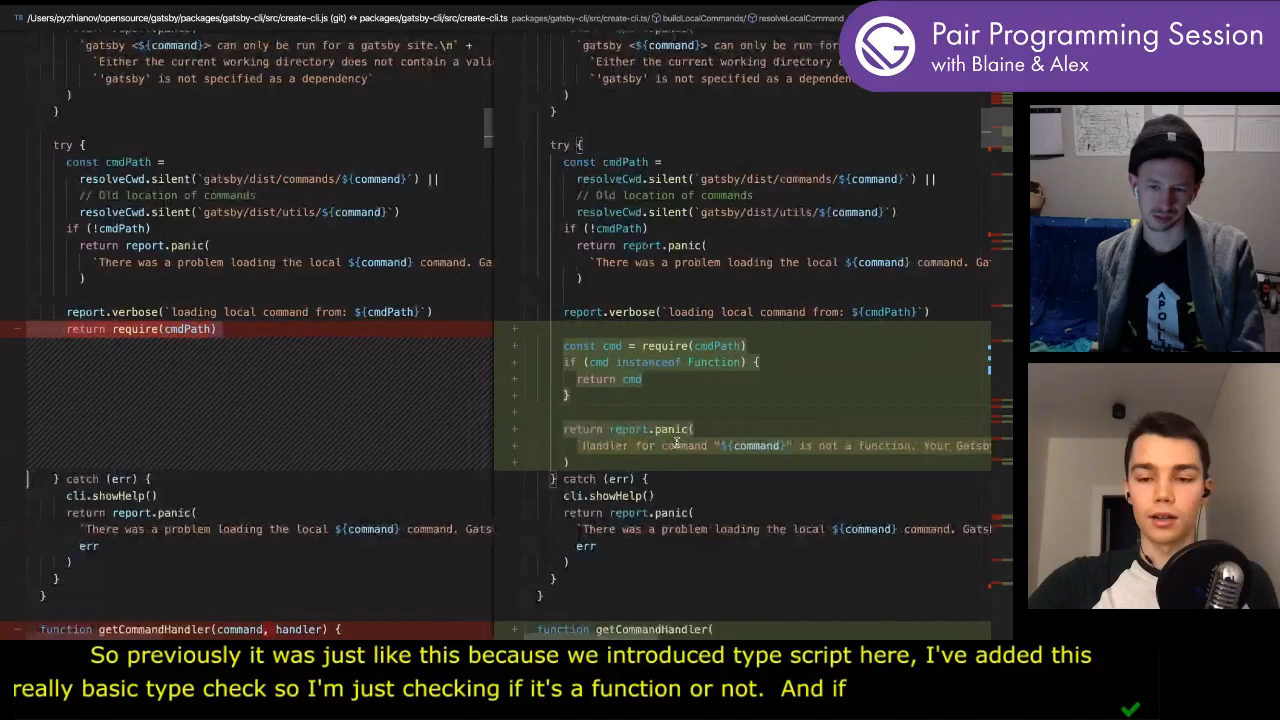 TS /Users/pyzhianov/opensource/gatsby/packages/gatsby-cli/src/create-cli.js (git) ↔ packages/gatsby-cli/src/create-cli.ts packages/gatsby-cli/src/create-cli.ts/ buildLocalCommands/ resolveLocalCommand
Pair Programming Session
with Blaine & Alex
`gatsby <${command}> can only be run for a gatsby site.\n` +
`Either the current working directory does not contain a vali
`'gatsby' is not specified as a dependency`
)
}
try {
const cmdPath =
resolveCwd.silent(`gatsby/dist/commands/${command}`) ||
// Old location of commands
resolveCwd.silent(`gatsby/dist/utils/${command}`)
if (!cmdPath)
return report.panic(
`There was a problem loading the local ${command} command. Ga
)
report.verbose(`loading local command from: ${cmdPath}`)
- return require(cmdPath)
} catch (err) {
cli.showHelp()
return report.panic(
`There was a problem loading the local ${command} command. Gats
err
)
}
}
- function getCommandHandler(command, handler) {
`gatsby <${command}> can only be run for
`Either the current working directory do
`'gatsby' is not specified as a dependen
)
}
try {
const cmdPath =
resolveCwd.silent(`gatsby/dist/commands/${command}`) ||
// Old location of commands
resolveCwd.silent(`gatsby/dist/utils/${command}`)
if (!cmdPath)
return report.panic(
`There was a problem loading the local ${command} command. Ga
)
report.verbose(`loading local command from: ${cmdPath}`)
+
+ const cmd = require(cmdPath)
+ if (cmd instanceof Function) {
+ return cmd
+ }
+
+ return report.panic(
+ `Handler for command "${command}" is not a function. Your Gatsb
+ )
} catch (err) {
cli.showHelp()
return report.panic(
`There was a problem loading the local ${command} command. Gats
err
)
}
}
+ function getCommandHandler(
So previously it was just like this because we introduced type script here, I've added this
really basic type check so I'm just checking if it's a function or not. And if